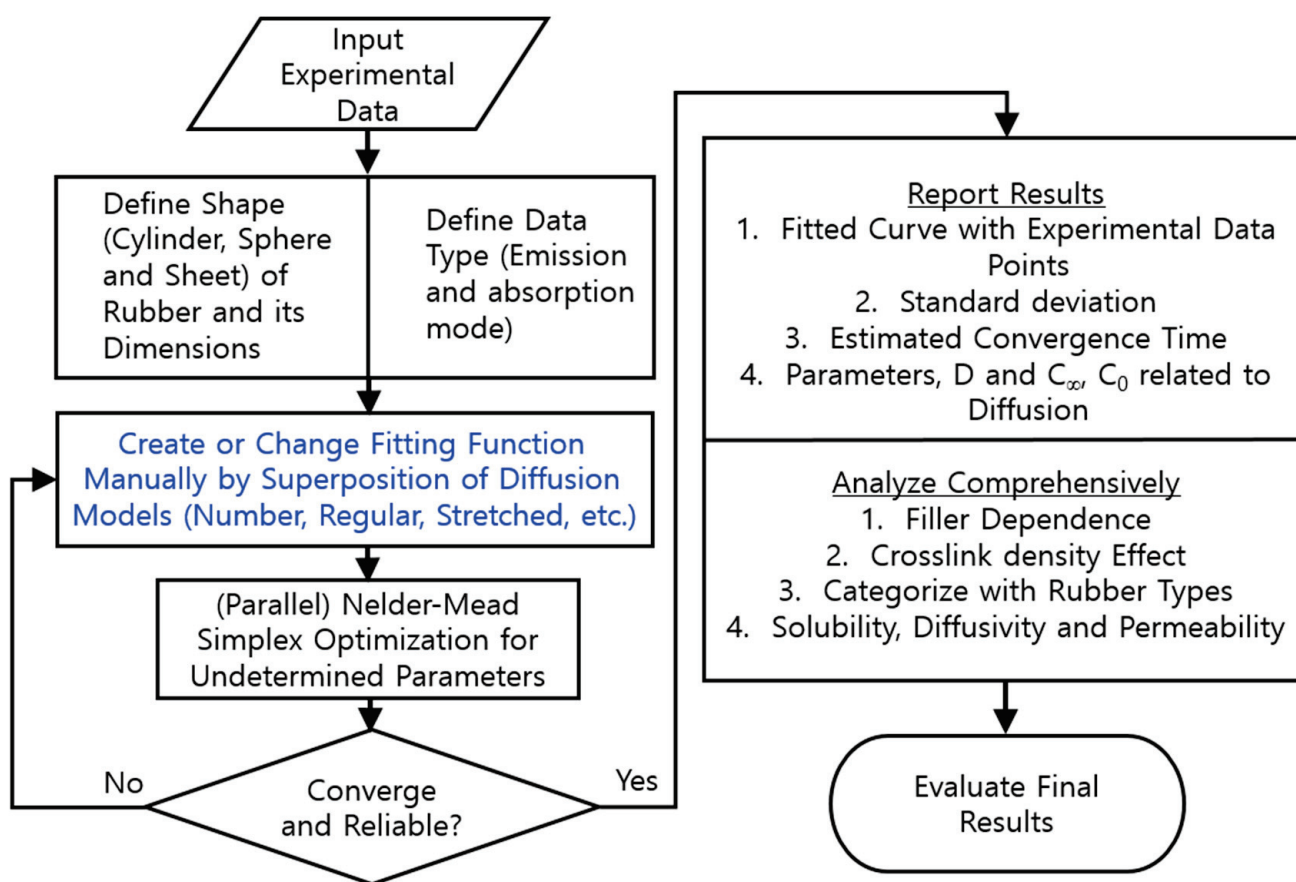 Input
Experimental
Data
Define Shape
(Cylinder, Sphere
and Sheet) of
Rubber and its
Dimensions
Define Data
Type (Emission
and absorption
mode)
Create or Change Fitting Function
Manually by Superposition of Diffusion
Models (Number, Regular, Stretched, etc.)
(Parallel) Nelder-Mead
Simplex Optimization for
Undetermined Parameters
No
Converge
and Reliable?
Yes
Report Results
1. Fitted Curve with Experimental Data
Points
2. Standard deviation
3. Estimated Convergence Time
4. Parameters, D and C∞, C₀ related to
Diffusion
Analyze Comprehensively
1. Filler Dependence
2. Crosslink density Effect
3. Categorize with Rubber Types
4. Solubility, Diffusivity and Permeability
Evaluate Final
Results